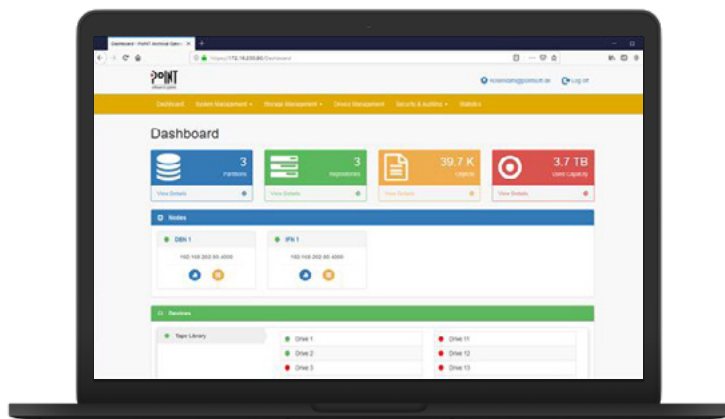 Dashboard - PoINT Archival Gate
https://172.16.200.60/Dashboard
PoINT
Log off
Dashboard System Management Storage Management Device Management Security & Auditing Statistics
Dashboard
3
Partitions
View Details
3
Repositories
View Details
39.7 K
Objects
View Details
3.7 TB
Used Capacity
View Details
Nodes
DBN 1
IFN 1
Devices
Tape Library
Drive 1
Drive 11
Drive 2
Drive 12
Drive 3
Drive 13